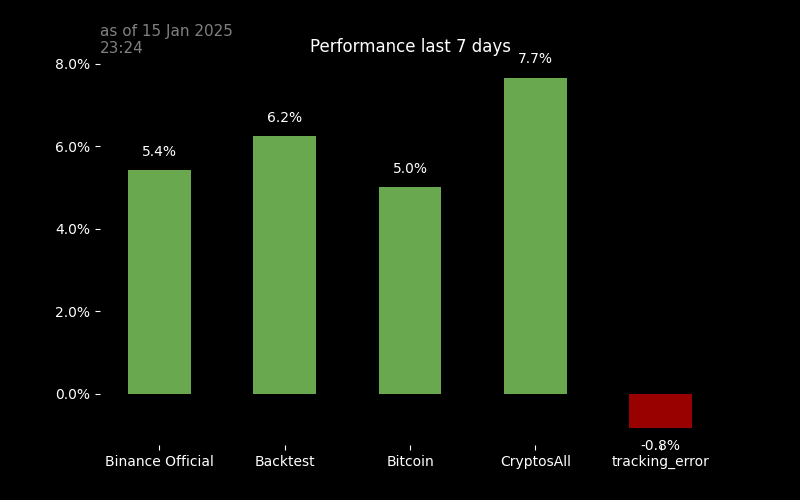 as of 15 Jan 2025
23:24
Performance last 7 days
8.0%
6.0%
4.0%
2.0%
0.0%
5.4%
6.2%
5.0%
7.7%
-0.8%
Binance Official
Backtest
Bitcoin
CryptosAll
tracking_error